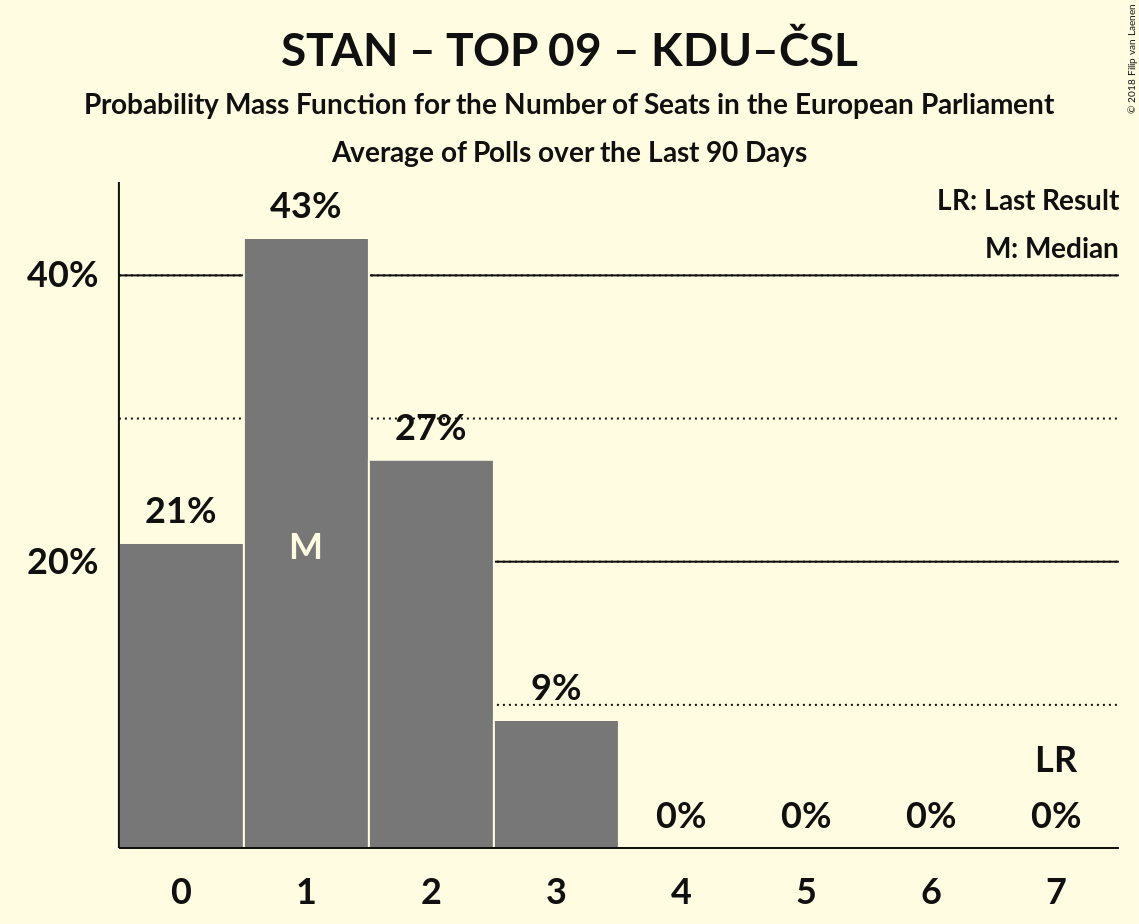 STAN – TOP 09 – KDU–ČSL
Probability Mass Function for the Number of Seats in the European Parliament
Average of Polls over the Last 90 Days
© 2018 Filip van Laenen
LR: Last Result
M: Median
43%
40%
27%
21%
M
20%
9%
LR
0%
0%
0%
0%
0
1
2
3
4
5
6
7